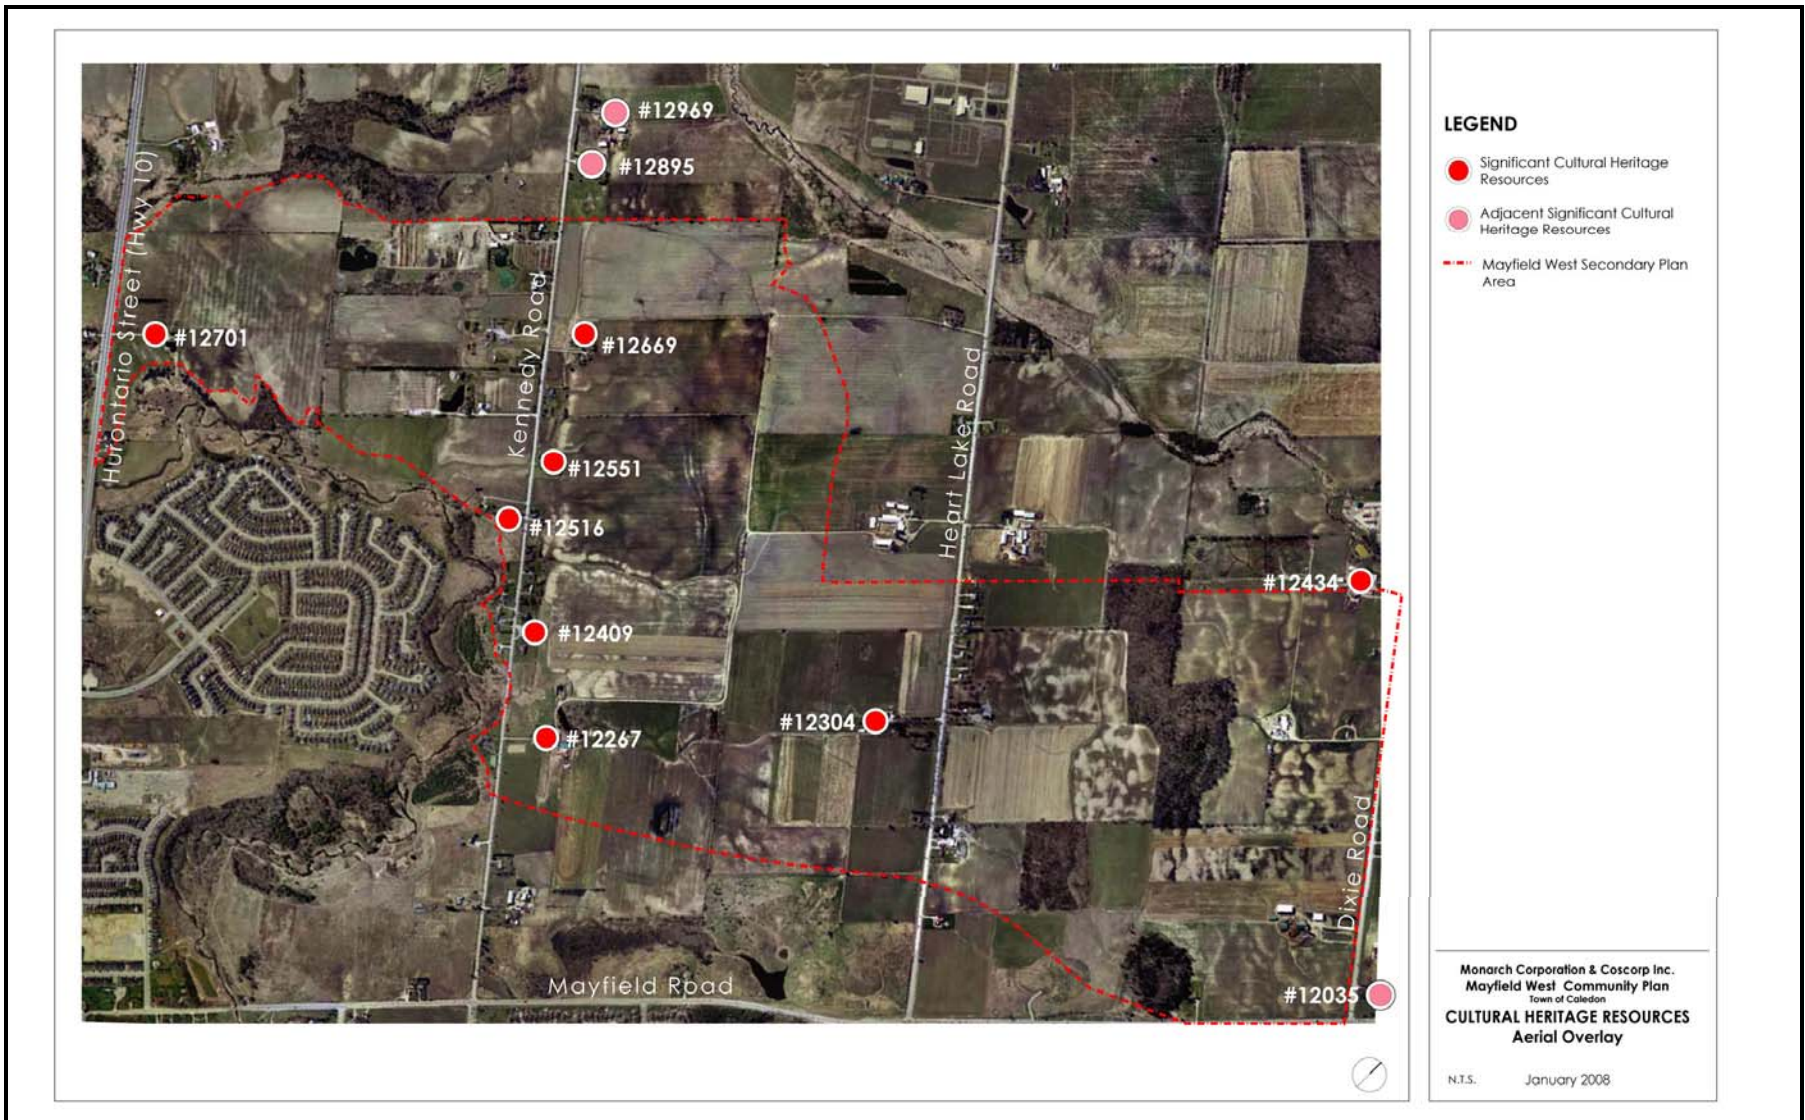 #12969
#12895
Hurontario Street (Hwy 10)
#12701
Kennedy Road
#12669
#12551
#12516
Heart Lake Road
#12434
#12409
#12304
#12267
Dixie Road
Mayfield Road
#12035
LEGEND
Significant Cultural Heritage
Resources
Adjacent Significant Cultural
Heritage Resources
Mayfield West Secondary Plan
Area
Monarch Corporation & Coscorp Inc.
Mayfield West Community Plan
Town of Caledon
CULTURAL HERITAGE RESOURCES
Aerial Overlay
N.T.S. January 2008